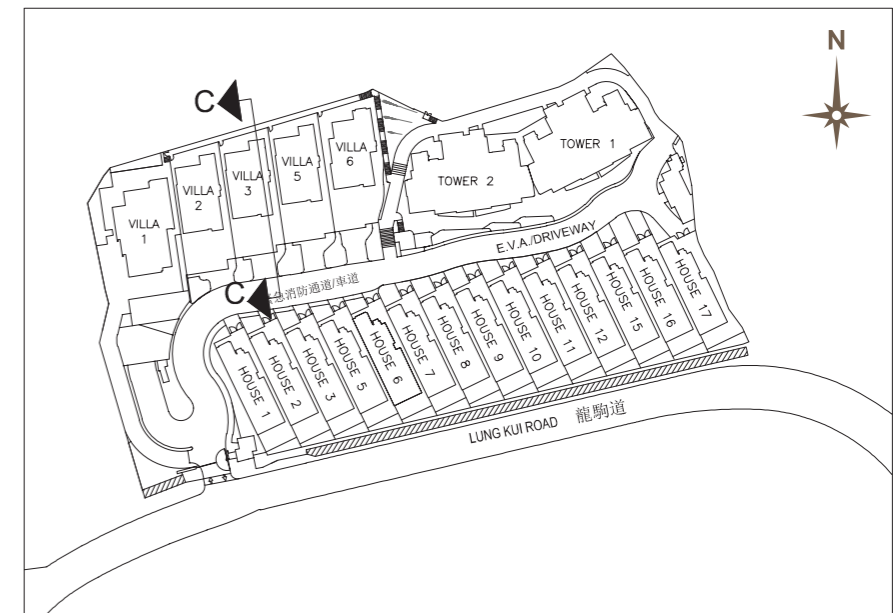 N
C
VILLA
1
VILLA
2
VILLA
3
VILLA
5
VILLA
6
TOWER 2
TOWER 1
E.V.A./DRIVEWAY
緊急消防通道/車道
C
HOUSE 1
HOUSE 2
HOUSE 3
HOUSE 5
HOUSE 6
HOUSE 7
HOUSE 8
HOUSE 9
HOUSE 10
HOUSE 11
HOUSE 12
HOUSE 15
HOUSE 16
HOUSE 17
LUNG KUI ROAD 龍駒道